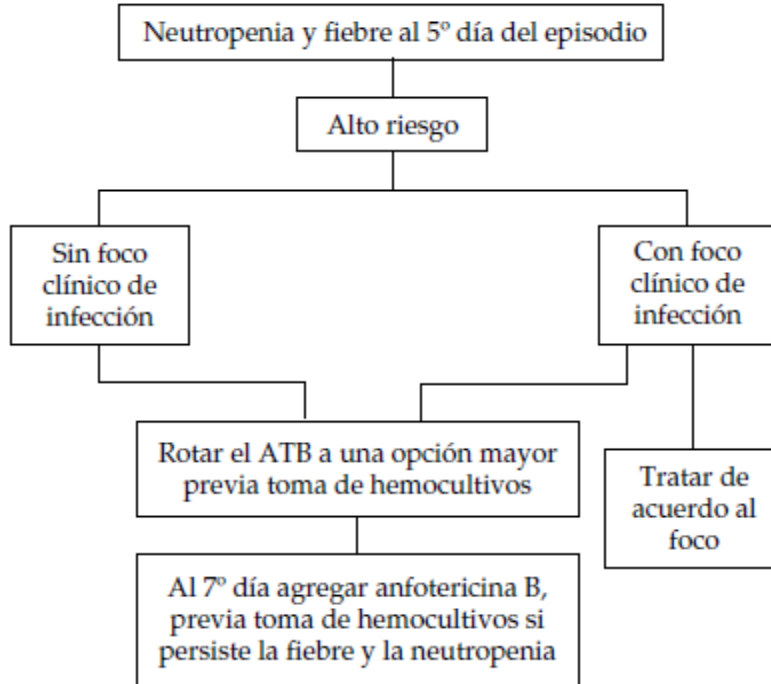 Neutropenia y fiebre al 5º día del episodio
Alto riesgo
Sin foco
clínico de
infección
Con foco
clínico de
infección
Rotar el ATB a una opción mayor
previa toma de hemocultivos
Tratar de
acuerdo al
foco
Al 7º día agregar anfotericina B,
previa toma de hemocultivos si
persiste la fiebre y la neutropenia